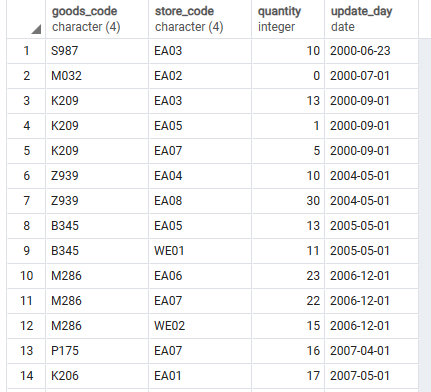 goods_code store_code quantity update_day
character (4) character (4) integer date
1 S987 EA03 10 2000-06-23
2 M032 EA02 0 2000-07-01
3 K209 EA03 13 2000-09-01
4 K209 EA05 1 2000-09-01
5 K209 EA07 5 2000-09-01
6 Z939 EA04 10 2004-05-01
7 Z939 EA08 30 2004-05-01
8 B345 EA05 13 2005-05-01
9 B345 WE01 11 2005-05-01
10 M286 EA06 23 2006-12-01
11 M286 EA07 22 2006-12-01
12 M286 WE02 15 2006-12-01
13 P175 EA07 16 2007-04-01
14 K206 EA01 17 2007-05-01